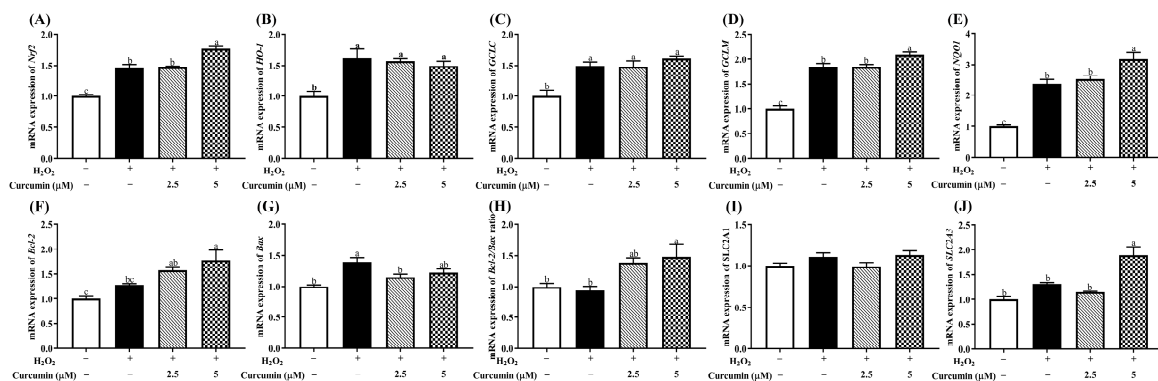 (A) (B) (C) (D) (E)
mRNA expression of Nrf2
2.0
1.5
1.0
0.5
0.0
c b b a
mRNA expression of HO-1
2.0
1.5
1.0
0.5
0.0
b a a a
mRNA expression of GCLC
2.0
1.5
1.0
0.5
0.0
b a a a
mRNA expression of GCLM
2.5
2.0
1.5
1.0
0.5
0.0
c b b a
mRNA expression of NQO1
4
3
2
1
0
c b b a
H₂O₂ − + + + H₂O₂ − + + + H₂O₂ − + + + H₂O₂ − + + + H₂O₂ − + + +
Curcumin (μM) − − 2.5 5 Curcumin (μM) − − 2.5 5 Curcumin (μM) − − 2.5 5 Curcumin (μM) − − 2.5 5 Curcumin (μM) − − 2.5 5
(F) (G) (H) (I) (J)
mRNA expression of Bcl-2
2.5
2.0
1.5
1.0
0.5
0.0
c bc ab a
mRNA expression of Bax
2.0
1.5
1.0
0.5
0.0
b a b ab
mRNA expression of Bcl-2/Bax ratio
2.0
1.5
1.0
0.5
0.0
b b ab a
mRNA expression of SLC2A1
1.5
1.0
0.5
0.0
mRNA expression of SLC2A3
2.5
2.0
1.5
1.0
0.5
0.0
b b b a
H₂O₂ − + + + H₂O₂ − + + + H₂O₂ − + + + H₂O₂ − + + + H₂O₂ − + + +
Curcumin (μM) − − 2.5 5 Curcumin (μM) − − 2.5 5 Curcumin (μM) − − 2.5 5 Curcumin (μM) − − 2.5 5 Curcumin (μM) − − 2.5 5